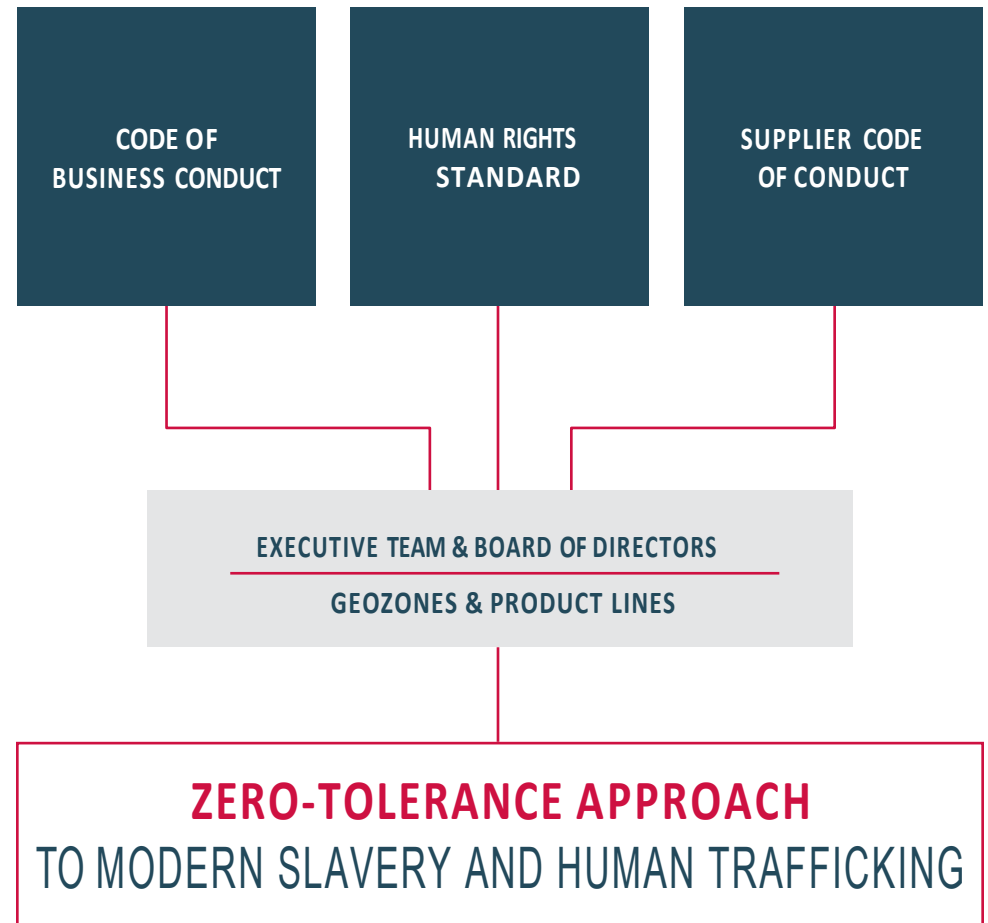 CODE OF
BUSINESS CONDUCT
HUMAN RIGHTS
STANDARD
SUPPLIER CODE
OF CONDUCT
EXECUTIVE TEAM & BOARD OF DIRECTORS
GEOZONES & PRODUCT LINES
ZERO-TOLERANCE APPROACH
TO MODERN SLAVERY AND HUMAN TRAFFICKING